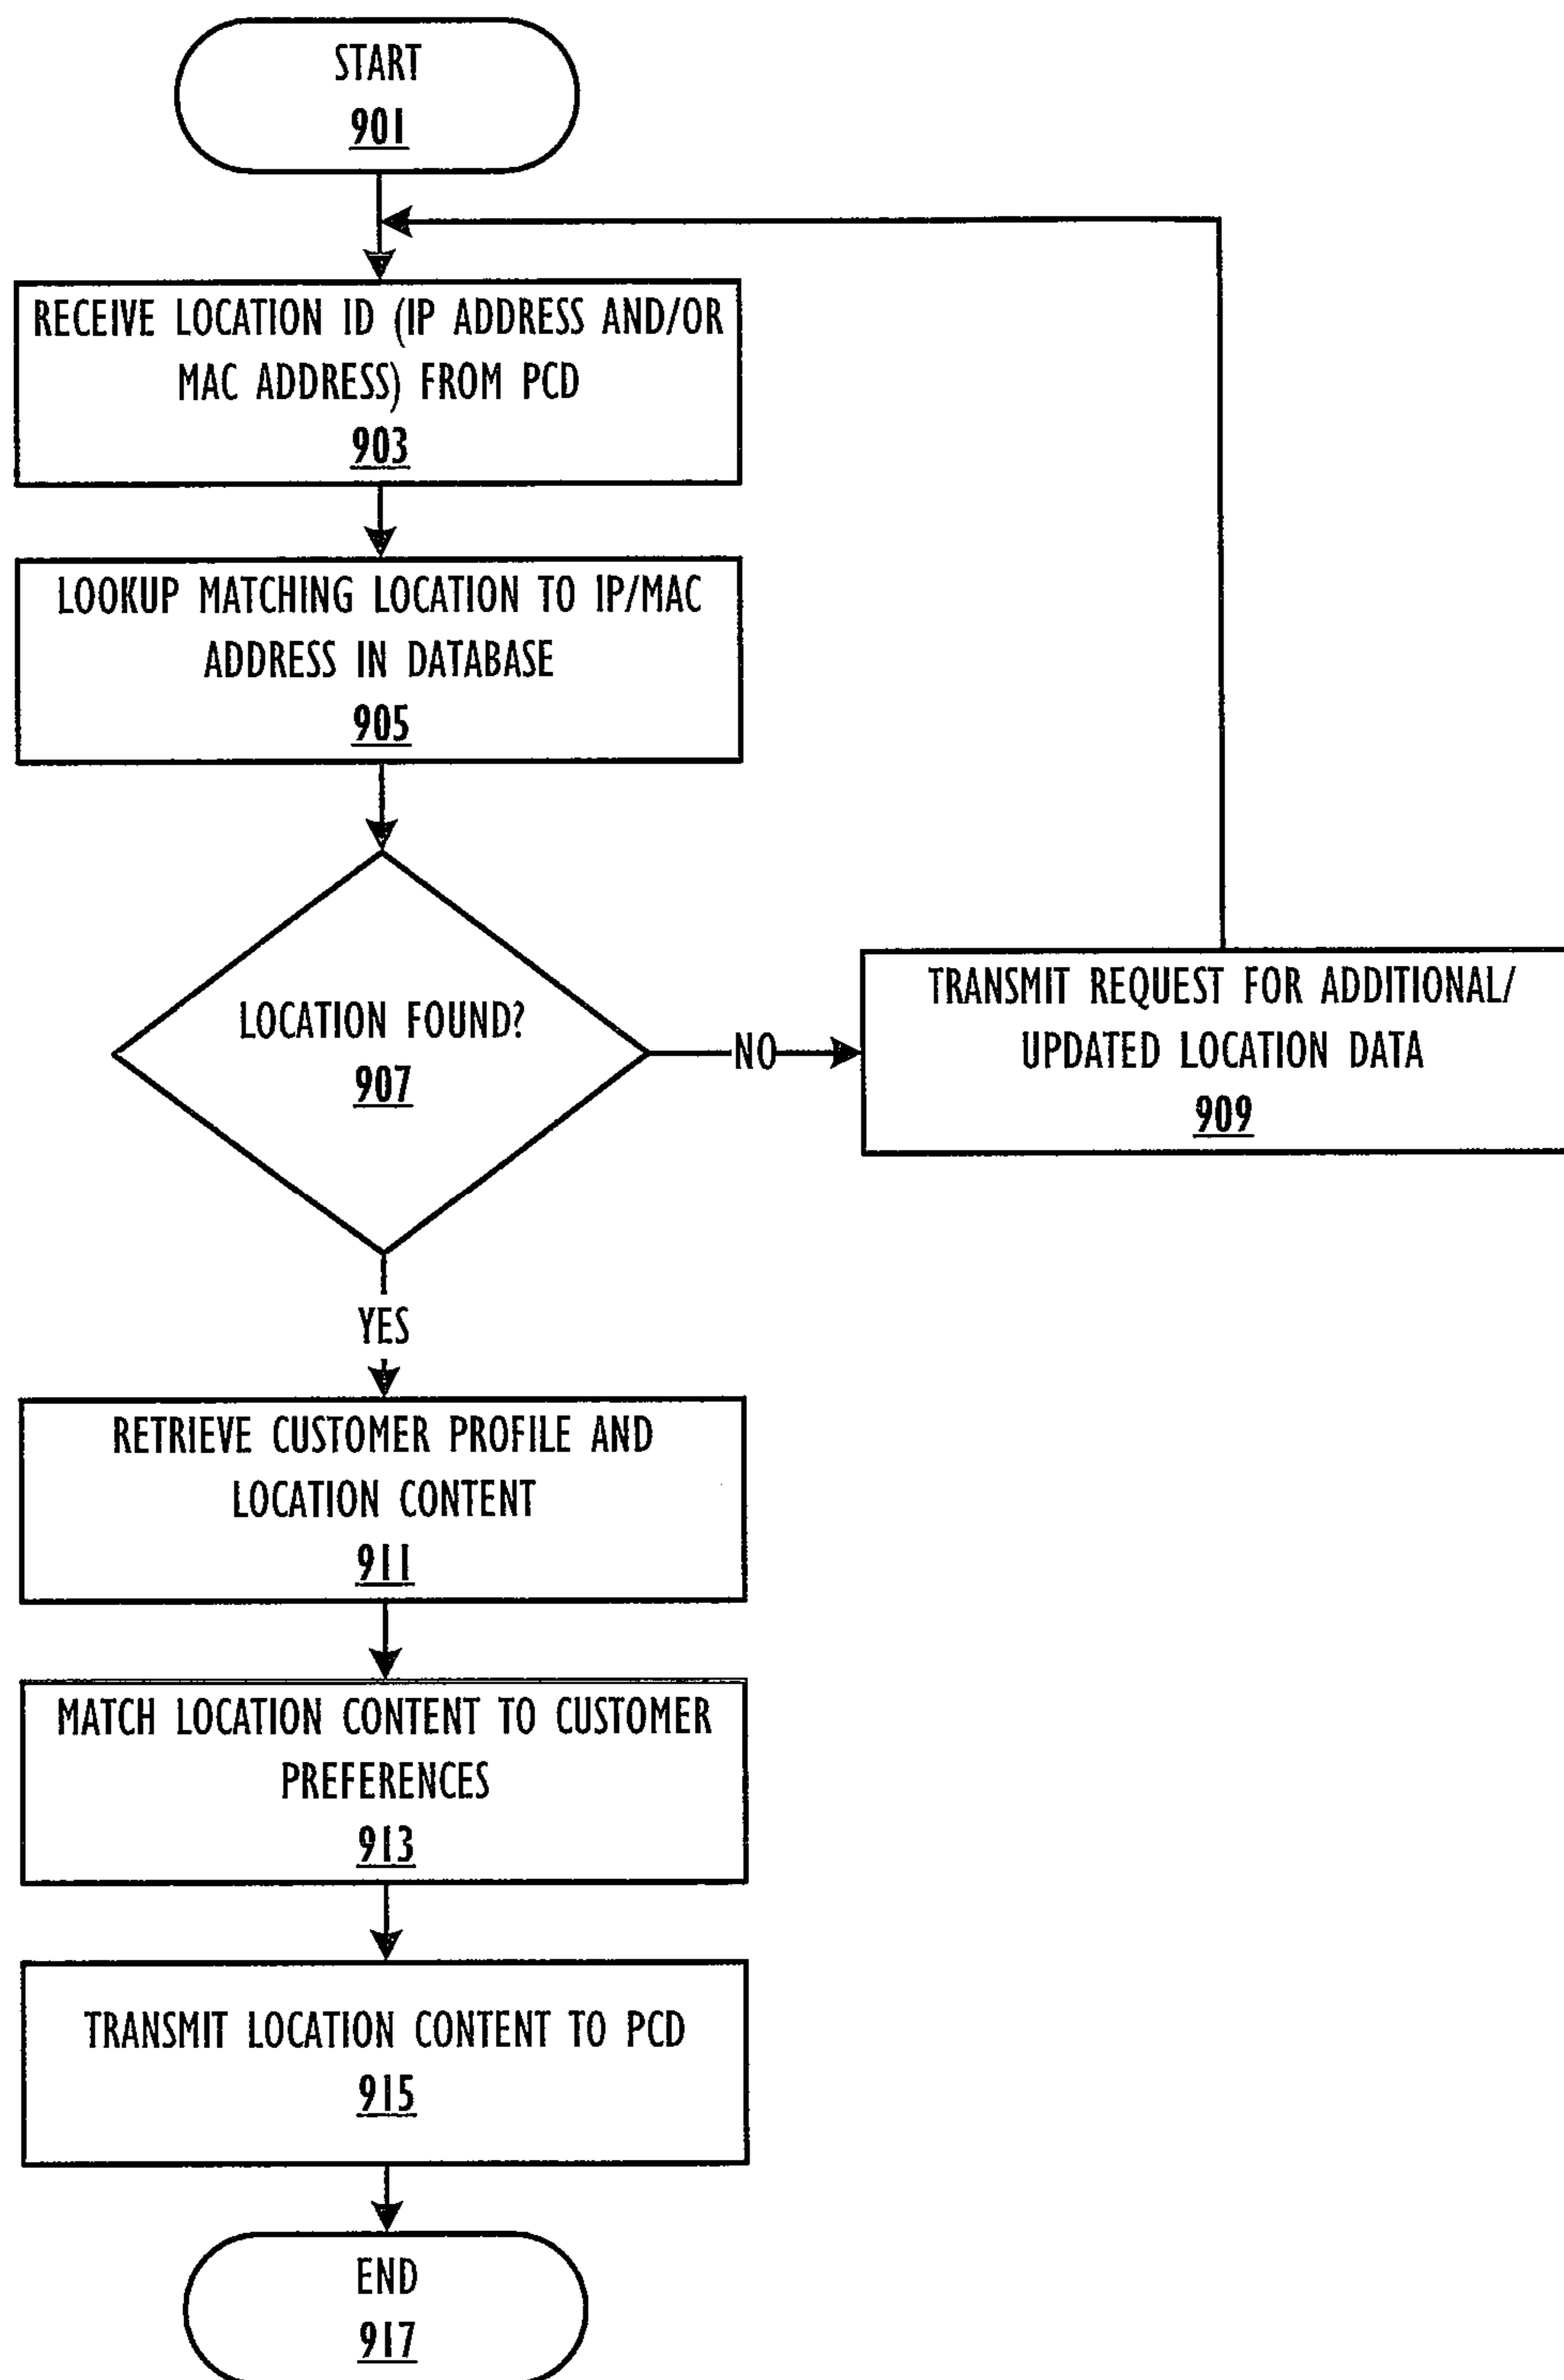 START
901
RECEIVE LOCATION ID (IP ADDRESS AND/OR
MAC ADDRESS) FROM PCD
903
LOOKUP MATCHING LOCATION TO IP/MAC
ADDRESS IN DATABASE
905
LOCATION FOUND?
907
NO
TRANSMIT REQUEST FOR ADDITIONAL/
UPDATED LOCATION DATA
909
YES
RETRIEVE CUSTOMER PROFILE AND
LOCATION CONTENT
911
MATCH LOCATION CONTENT TO CUSTOMER
PREFERENCES
913
TRANSMIT LOCATION CONTENT TO PCD
915
END
917